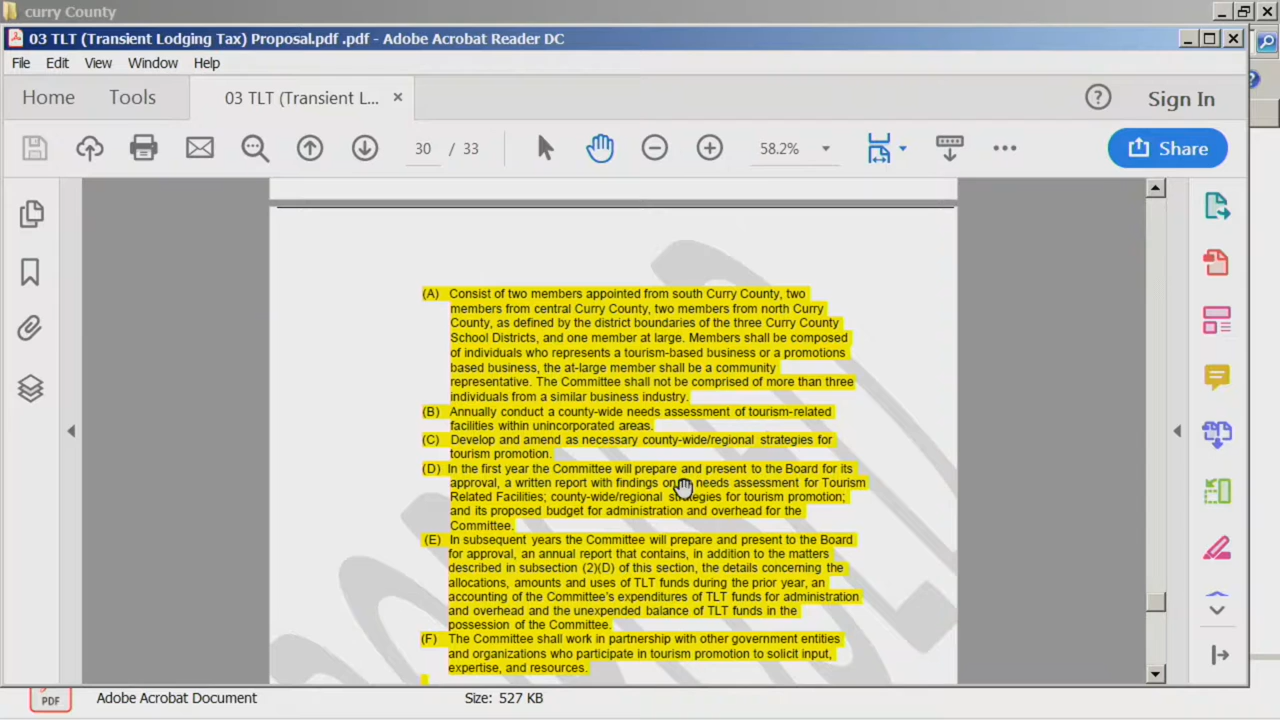 curry County
03 TLT (Transient Lodging Tax) Proposal.pdf .pdf - Adobe Acrobat Reader DC
File Edit View Window Help
Home Tools 03 TLT (Transient L... ×
Sign In
30 / 33 58.2% Share
(A) Consist of two members appointed from south Curry County, two
members from central Curry County, two members from north Curry
County, as defined by the district boundaries of the three Curry County
School Districts, and one member at large. Members shall be composed
of individuals who represents a tourism-based business or a promotions
based business, the at-large member shall be a community
representative. The Committee shall not be comprised of more than three
individuals from a similar business industry.
(B) Annually conduct a county-wide needs assessment of tourism-related
facilities within unincorporated areas.
(C) Develop and amend as necessary county-wide/regional strategies for
tourism promotion.
(D) In the first year the Committee will prepare and present to the Board for its
approval, a written report with findings on needs assessment for Tourism
Related Facilities; county-wide/regional strategies for tourism promotion;
and its proposed budget for administration and overhead for the
Committee.
(E) In subsequent years the Committee will prepare and present to the Board
for approval, an annual report that contains, in addition to the matters
described in subsection (2)(D) of this section, the details concerning the
allocations, amounts and uses of TLT funds during the prior year, an
accounting of the Committee's expenditures of TLT funds for administration
and overhead and the unexpended balance of TLT funds in the
possession of the Committee.
(F) The Committee shall work in partnership with other government entities
and organizations who participate in tourism promotion to solicit input,
expertise, and resources.
PDF Adobe Acrobat Document Size: 527 KB